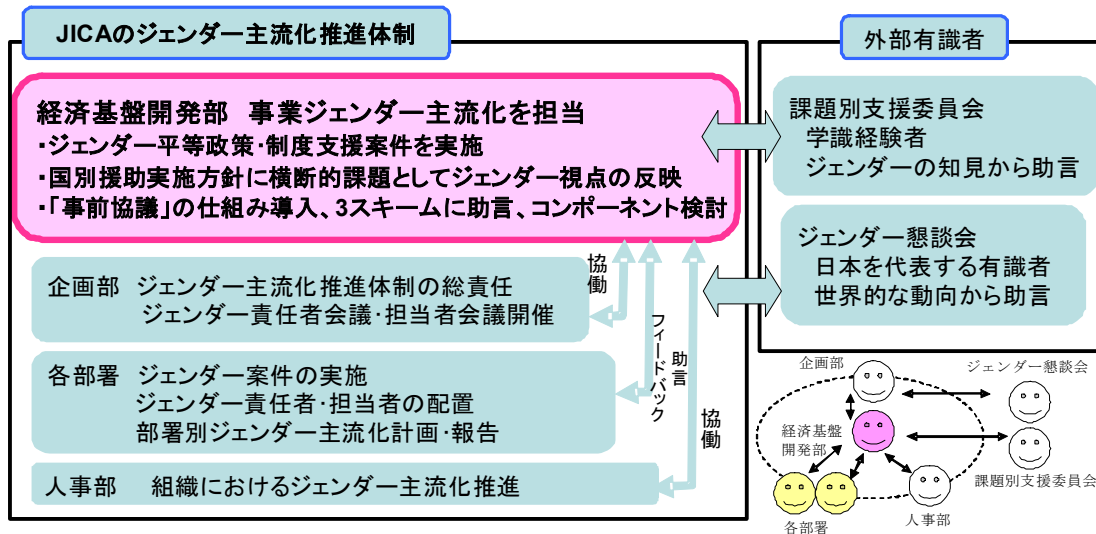 JICAのジェンダー主流化推進体制
経済基盤開発部 事業ジェンダー主流化を担当
・ジェンダー平等政策・制度支援案件を実施
・国別援助実施方針に横断的課題としてジェンダー視点の反映
・「事前協議」の仕組み導入、3スキームに助言、コンポーネント検討
企画部 ジェンダー主流化推進体制の総責任
ジェンダー責任者会議・担当者会議開催
各部署 ジェンダー案件の実施
ジェンダー責任者・担当者の配置
部署別ジェンダー主流化計画・報告
人事部 組織におけるジェンダー主流化推進
協働
フィードバック
助言
協働
外部有識者
課題別支援委員会
学識経験者
ジェンダーの知見から助言
ジェンダー懇談会
日本を代表する有識者
世界的な動向から助言
企画部
ジェンダー懇談会
経済基盤
開発部
課題別支援委員会
各部署
人事部